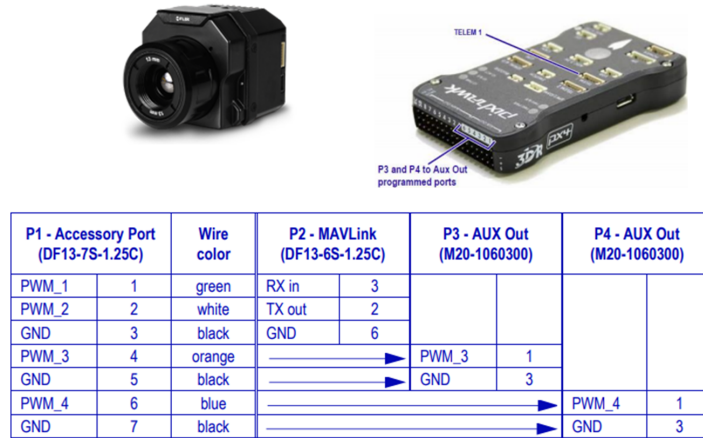 FLIR
13 mm
TELEM 1
pixhawk
3DR
px4
P3 and P4 to Aux Out
programmed ports
P1 - Accessory Port
(DF13-7S-1.25C)
Wire
color
P2 - MAVLink
(DF13-6S-1.25C)
P3 - AUX Out
(M20-1060300)
P4 - AUX Out
(M20-1060300)
PWM_1 1 green RX in 3
PWM_2 2 white TX out 2
GND 3 black GND 6
PWM_3 4 orange PWM_3 1
GND 5 black GND 3
PWM_4 6 blue PWM_4 1
GND 7 black GND 3